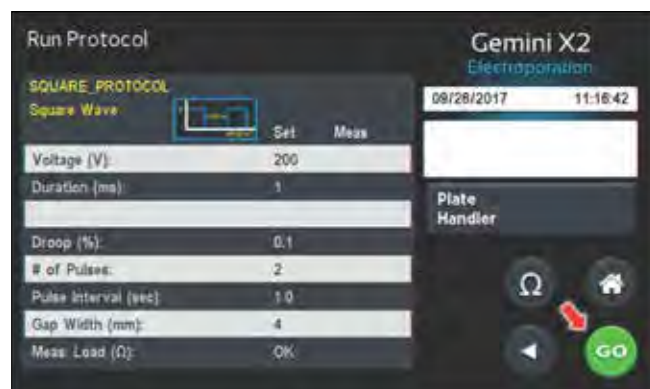 Run Protocol
Gemini X2
Electroporation
SQUARE_PROTOCOL
Square Wave
Set Meas
09/26/2017 11:16:42
Voltage (V): 200
Duration (ms): 1
Plate
Handler
Droop (%): 0.1
# of Pulses: 2
Pulse Interval (sec): 1.0
Gap Width (mm): 4
Meas. Load (Ω): OK
Ω
GO